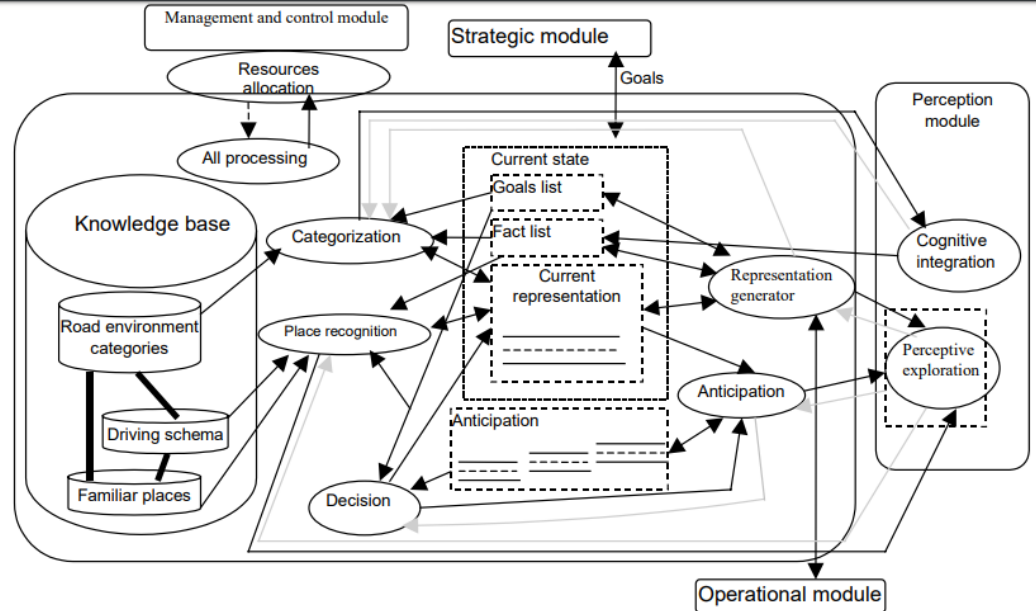 Management and control module
Strategic module
Resources
allocation
Goals
Perception
module
All processing
Current state
Goals list
Knowledge base
Fact list
Categorization
Cognitive
integration
Current
representation
Representation
generator
Road environment
categories
Place recognition
Perceptive
exploration
Anticipation
Anticipation
Driving schema
Familiar places
Decision
Operational module